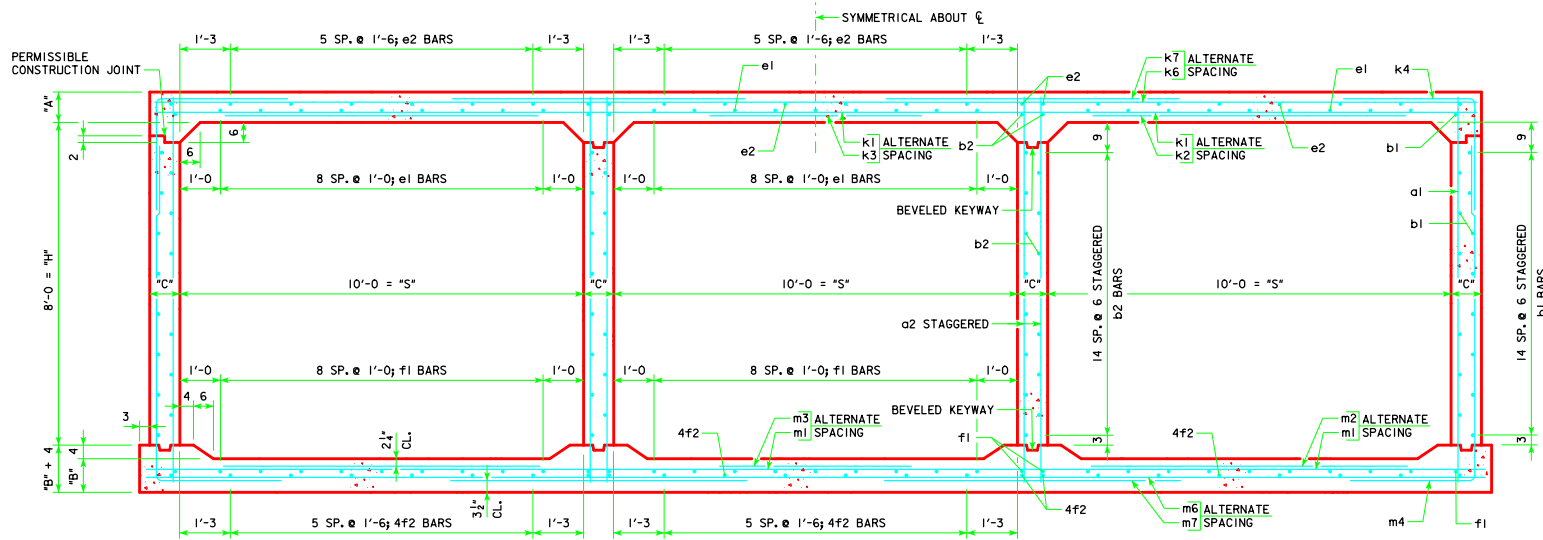 SYMMETRICAL ABOUT ℄
1'-3
5 SP. @ 1'-6; e2 BARS
1'-3
1'-3
5 SP. @ 1'-6; e2 BARS
1'-3
PERMISSIBLE
CONSTRUCTION JOINT
e1
e2
k7 ALTERNATE
k6 SPACING
e1
k4
"A"
2
6
6
e2
k1 ALTERNATE
k3 SPACING
b2
k1 ALTERNATE
k2 SPACING
9
e2
b1
9
1'-0
8 SP. @ 1'-0; e1 BARS
1'-0
1'-0
8 SP. @ 1'-0; e1 BARS
1'-0
a1
BEVELED KEYWAY
b2
b1
8'-0 = "H"
"C"
10'-0 = "S"
"C"
10'-0 = "S"
"C"
10'-0 = "S"
"C"
14 SP. @ 6 STAGGERED
b2 BARS
14 SP. @ 6 STAGGERED
b1 BARS
a2 STAGGERED
1'-0
8 SP. @ 1'-0; f1 BARS
1'-0
1'-0
8 SP. @ 1'-0; f1 BARS
1'-0
4
6
3
BEVELED KEYWAY
m3 ALTERNATE
m1 SPACING
m2 ALTERNATE
m1 SPACING
4f2
f1
4f2
3
3
2¼"
CL.
"B" + 4
"B"
4
3½"
CL.
4f2
m6 ALTERNATE
m7 SPACING
m4
f1
1'-3
5 SP. @ 1'-6; 4f2 BARS
1'-3
1'-3
5 SP. @ 1'-6; 4f2 BARS
1'-3